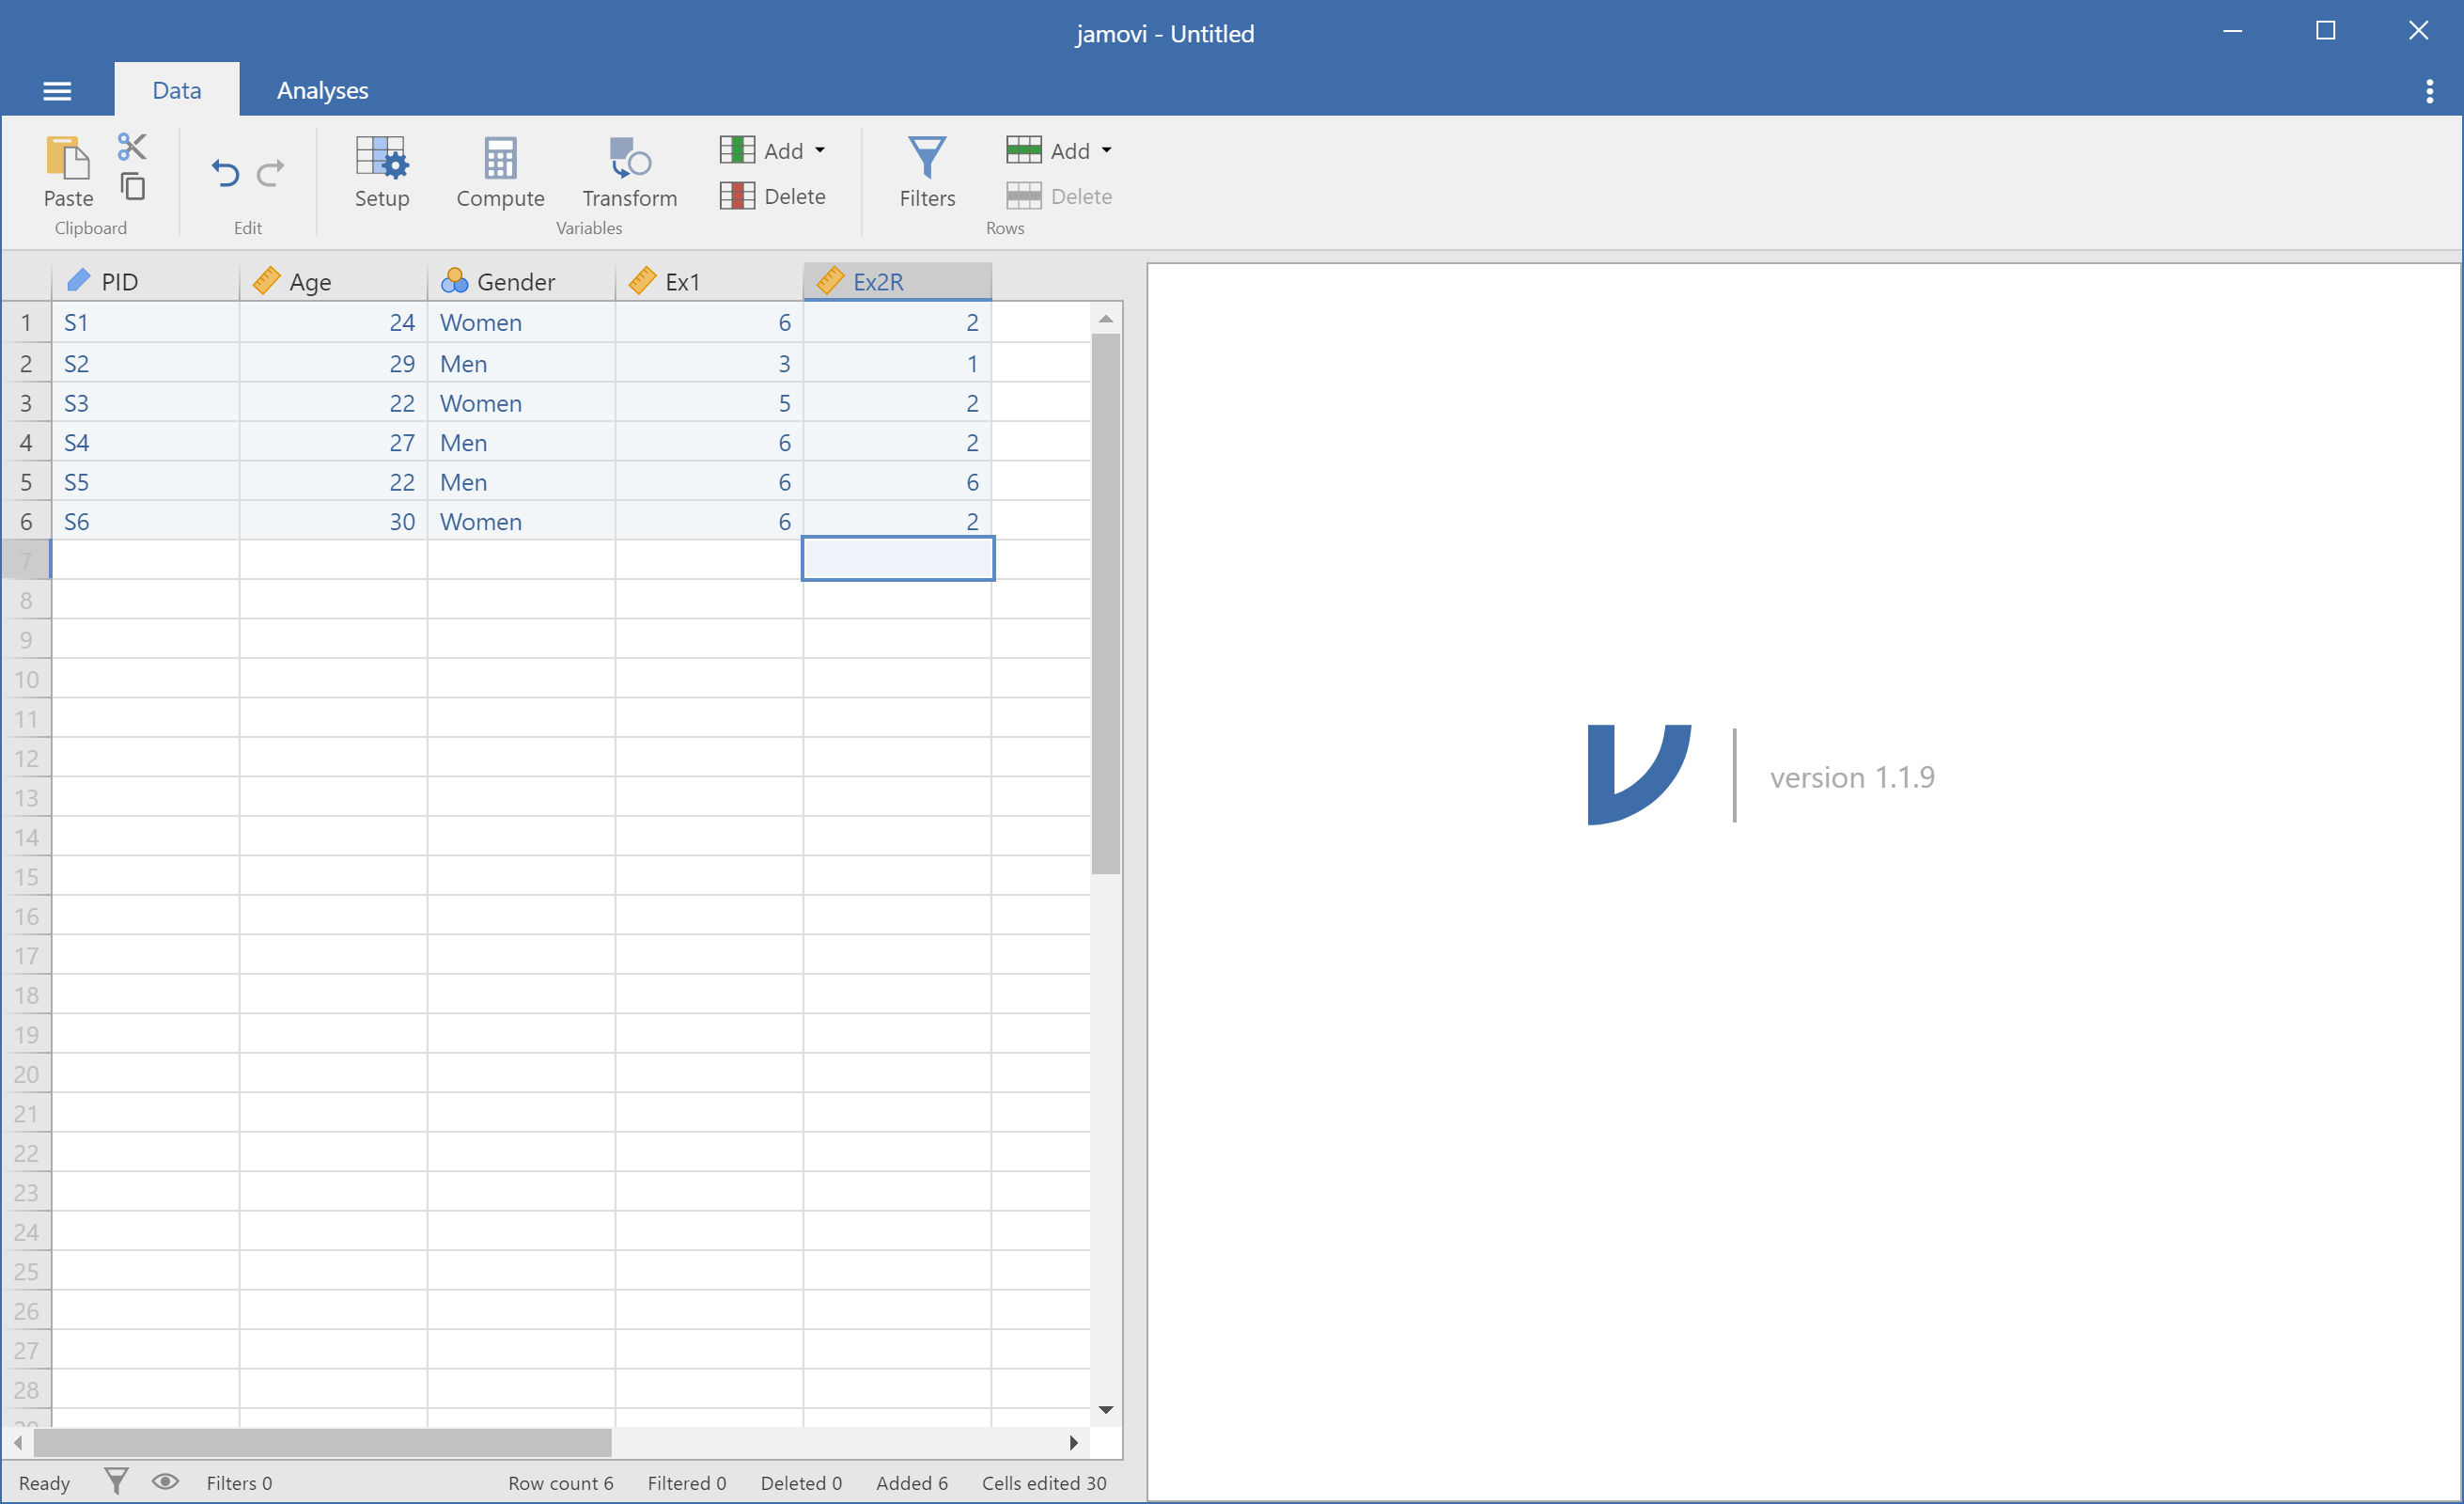 jamovi - Untitled
Data Analyses
Paste Setup Compute Transform Add Delete Filters Add Delete
Clipboard Edit Variables Rows
PID Age Gender Ex1 Ex2R
1 S1 24 Women 6 2
2 S2 29 Men 3 1
3 S3 22 Women 5 2
4 S4 27 Men 6 2
5 S5 22 Men 6 6
6 S6 30 Women 6 2
7
8
9
10
11
12
version 1.1.9
13
14
15
16
17
18
19
20
21
22
23
24
25
26
27
28
29
Ready Filters 0 Row count 6 Filtered 0 Deleted 0 Added 6 Cells edited 30